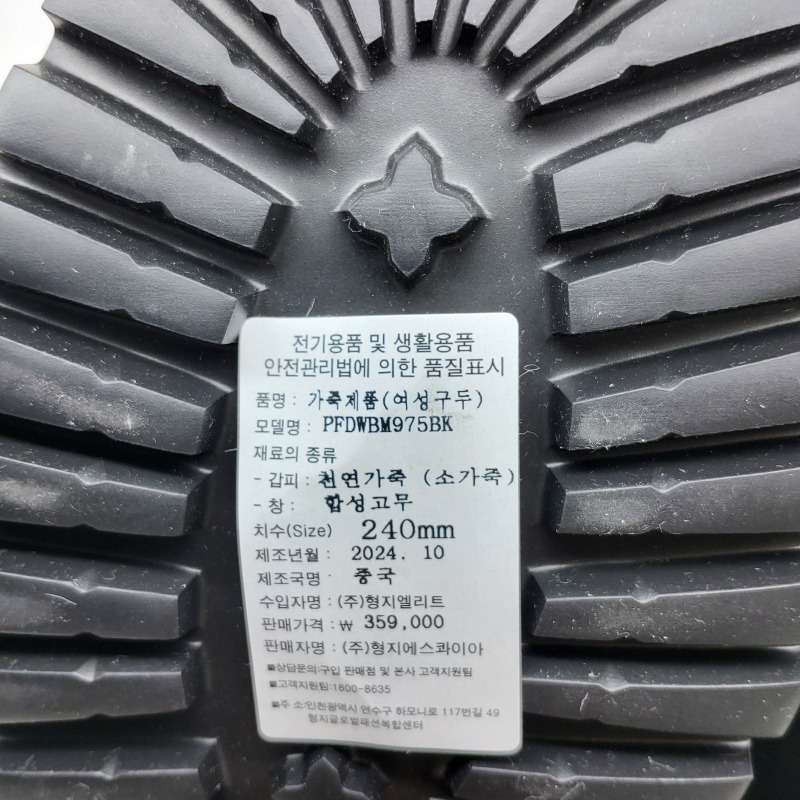 전기용품 및 생활용품
안전관리법에 의한 품질표시
품명 : 가죽제품(여성구두)
모델명 : PFDWBM975BK
재료의 종류
- 갑피 : 천연가죽 (소가죽)
- 창 : 합성고무
치수(Size) 240mm
제조년월 : 2024. 10
제조국명 : 중국
수입자명 : (주)형지엘리트
판매가격 : ₩ 359,000
판매자명 : (주)형지에스콰이아
■상담문의:구입 판매점 및 본사 고객지원팀
■고객지원팀:1800-8635
■주 소:인천광역시 연수구 하모니로 117번길 49
형지글로벌패션복합센터